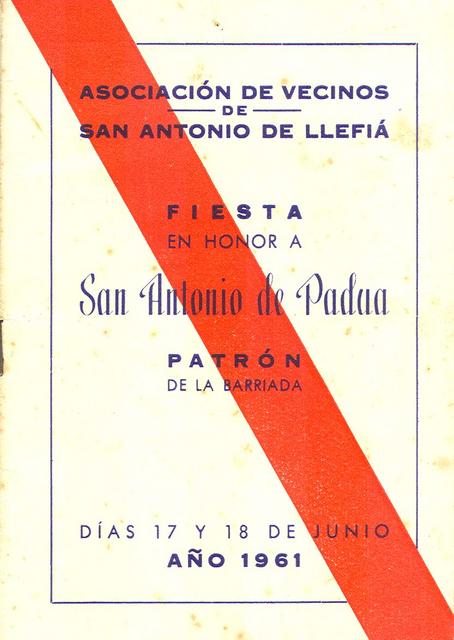 ASOCIACIÓN DE VECINOS
DE
SAN ANTONIO DE LLEFIÁ
FIESTA
EN HONOR A
San Antonio de Padua
PATRÓN
DE LA BARRIADA
DÍAS 17 Y 18 DE JUNIO
AÑO 1961